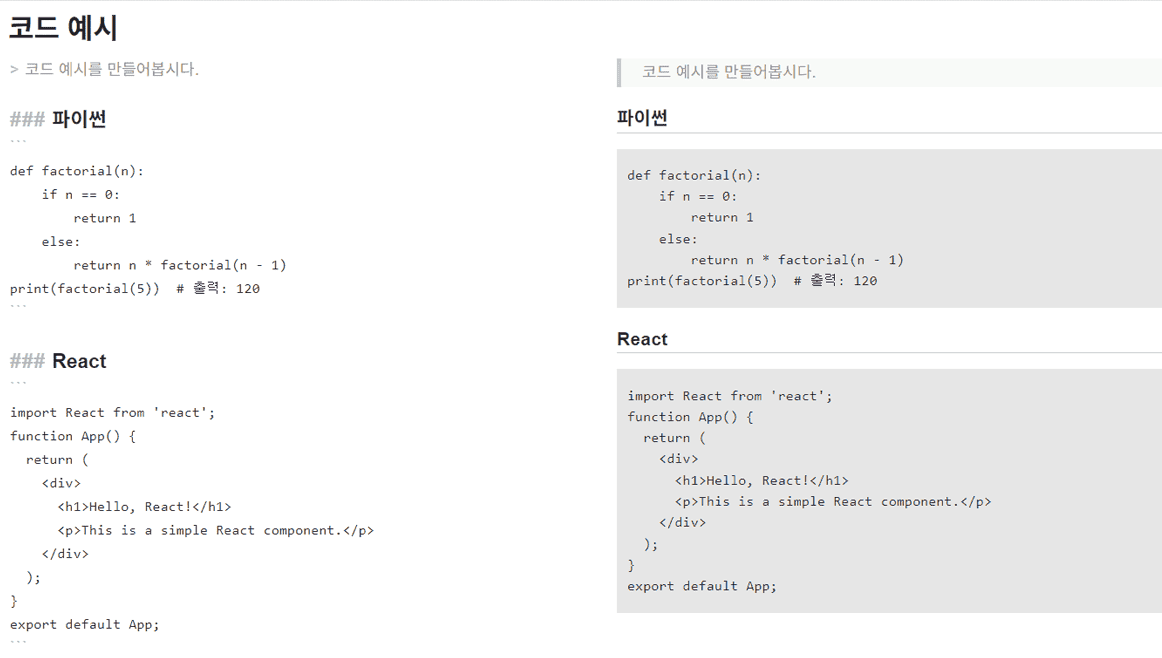 코드 예시
> 코드 예시를 만들어봅시다.
### 파이썬
```
def factorial(n):
    if n == 0:
        return 1
    else:
        return n * factorial(n - 1)
print(factorial(5))  # 출력: 120
```
### React
```
import React from 'react';
function App() {
  return (
    <div>
      <h1>Hello, React!</h1>
      <p>This is a simple React component.</p>
    </div>
  );
}
export default App;
```
코드 예시를 만들어봅시다.
파이썬
def factorial(n):
    if n == 0:
        return 1
    else:
        return n * factorial(n - 1)
print(factorial(5))  # 출력: 120
React
import React from 'react';
function App() {
  return (
    <div>
      <h1>Hello, React!</h1>
      <p>This is a simple React component.</p>
    </div>
  );
}
export default App;